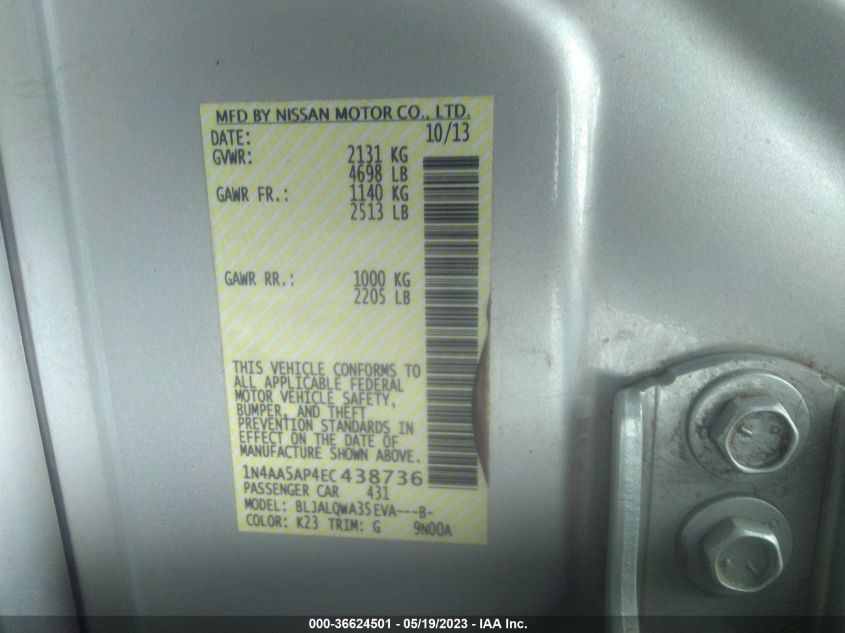 MFD BY NISSAN MOTOR CO., LTD.
DATE: 10/13
GVWR: 2131 KG
4698 LB
GAWR FR.: 1140 KG
2513 LB
GAWR RR.: 1000 KG
2205 LB
THIS VEHICLE CONFORMS TO
ALL APPLICABLE FEDERAL
MOTOR VEHICLE SAFETY,
BUMPER, AND THEFT
PREVENTION STANDARDS IN
EFFECT ON THE DATE OF
MANUFACTURE SHOWN ABOVE.
1N4AA5AP4EC438736
PASSENGER CAR 431
MODEL: BLJALQWA35EVA---B-
COLOR: K23 TRIM: G 9N00A
000-36624501 - 05/19/2023 - IAA Inc.